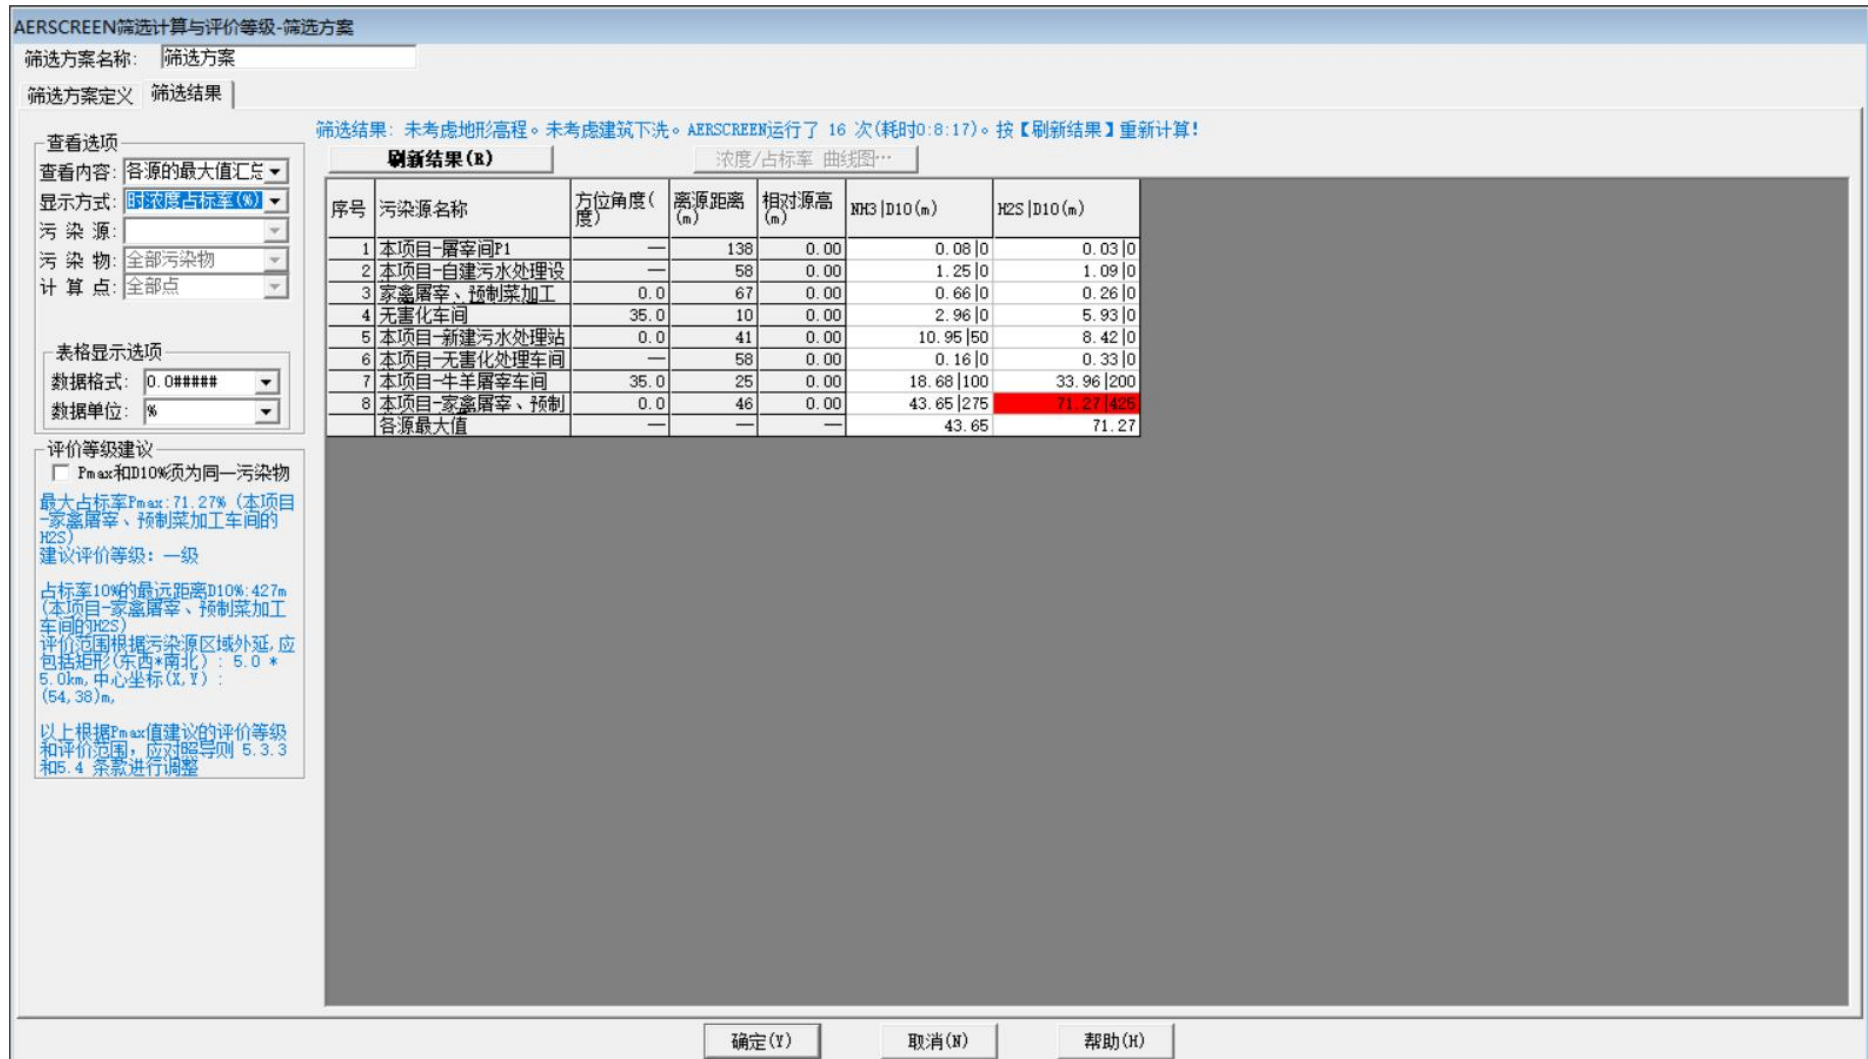 AERSCREEN筛选计算与评价等级-筛选方案
筛选方案名称: 筛选方案
筛选方案定义 筛选结果
查看选项
查看内容: 各源的最大值汇总
显示方式: 时浓度占标率(%)
污 染 源:
污 染 物: 全部污染物
计 算 点: 全部点
表格显示选项
数据格式: 0.0#####
数据单位: %
评价等级建议
Pmax和D10%须为同一污染物
最大占标率Pmax:71.27% (本项目
-家禽屠宰、预制菜加工车间的
H2S)
建议评价等级: 一级
占标率10%的最远距离D10%:427m
(本项目-家禽屠宰、预制菜加工
车间的H2S)
评价范围根据污染源区域外延,应
包括矩形(东西*南北) : 5.0 *
5.0km,中心坐标(X,Y) :
(54,38)m,
以上根据Pmax值建议的评价等级
和评价范围, 应对照导则 5.3.3
和5.4 条款进行调整
筛选结果: 未考虑地形高程。未考虑建筑下洗。AERSCREEN运行了 16 次(耗时0:8:17)。按【刷新结果】重新计算!
刷新结果(R) 浓度/占标率 曲线图…
序号 污染源名称 方位角度(度) 离源距离(m) 相对源高(m) NH3|D10(m) H2S|D10(m)
1 本项目-屠宰间P1 — 138 0.00 0.08|0 0.03|0
2 本项目-自建污水处理设 — 58 0.00 1.25|0 1.09|0
3 家禽屠宰、预制菜加工 0.0 67 0.00 0.66|0 0.26|0
4 无害化车间 35.0 10 0.00 2.96|0 5.93|0
5 本项目-新建污水处理站 0.0 41 0.00 10.95|50 8.42|0
6 本项目-无害化处理车间 — 58 0.00 0.16|0 0.33|0
7 本项目-牛羊屠宰车间 35.0 25 0.00 18.68|100 33.96|200
8 本项目-家禽屠宰、预制 0.0 46 0.00 43.65|275 71.27|425
各源最大值 — — — 43.65 71.27
确定(Y) 取消(N) 帮助(H)